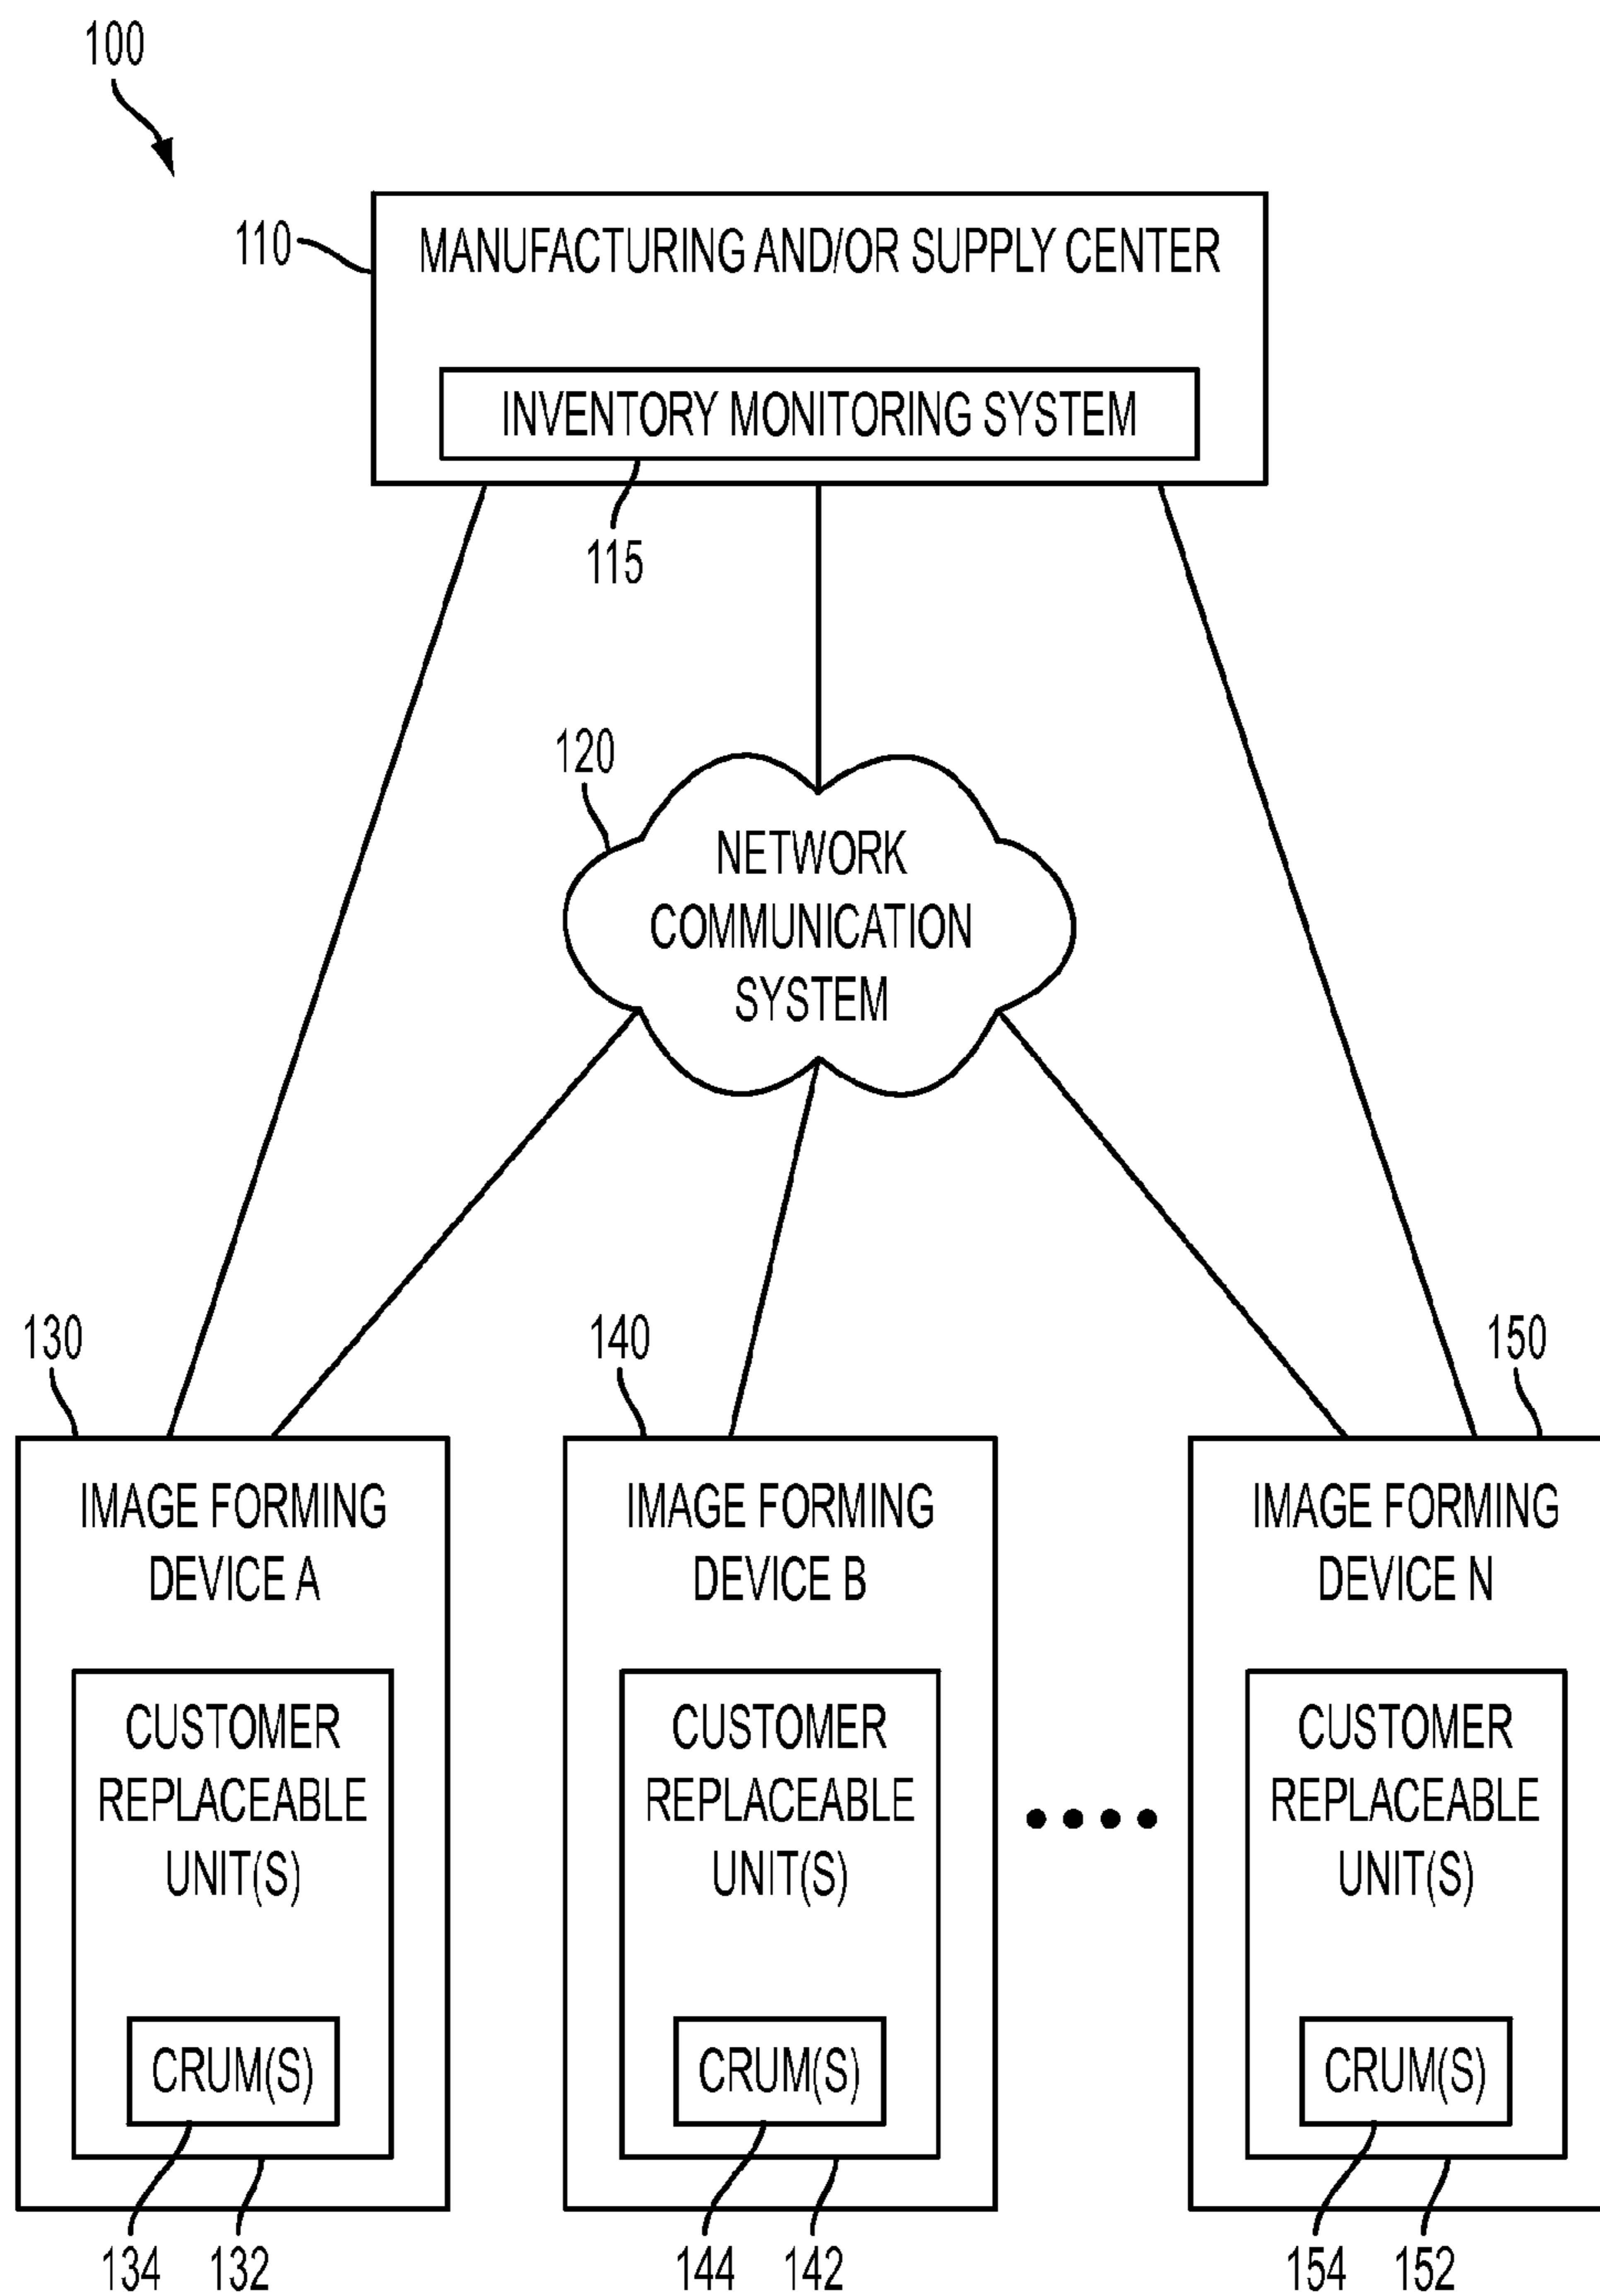 100
110
MANUFACTURING AND/OR SUPPLY CENTER
INVENTORY MONITORING SYSTEM
115
120
NETWORK
COMMUNICATION
SYSTEM
130
140
150
IMAGE FORMING
DEVICE A
CUSTOMER
REPLACEABLE
UNIT(S)
CRUM(S)
134
132
IMAGE FORMING
DEVICE B
CUSTOMER
REPLACEABLE
UNIT(S)
CRUM(S)
144
142
IMAGE FORMING
DEVICE N
CUSTOMER
REPLACEABLE
UNIT(S)
CRUM(S)
154
152